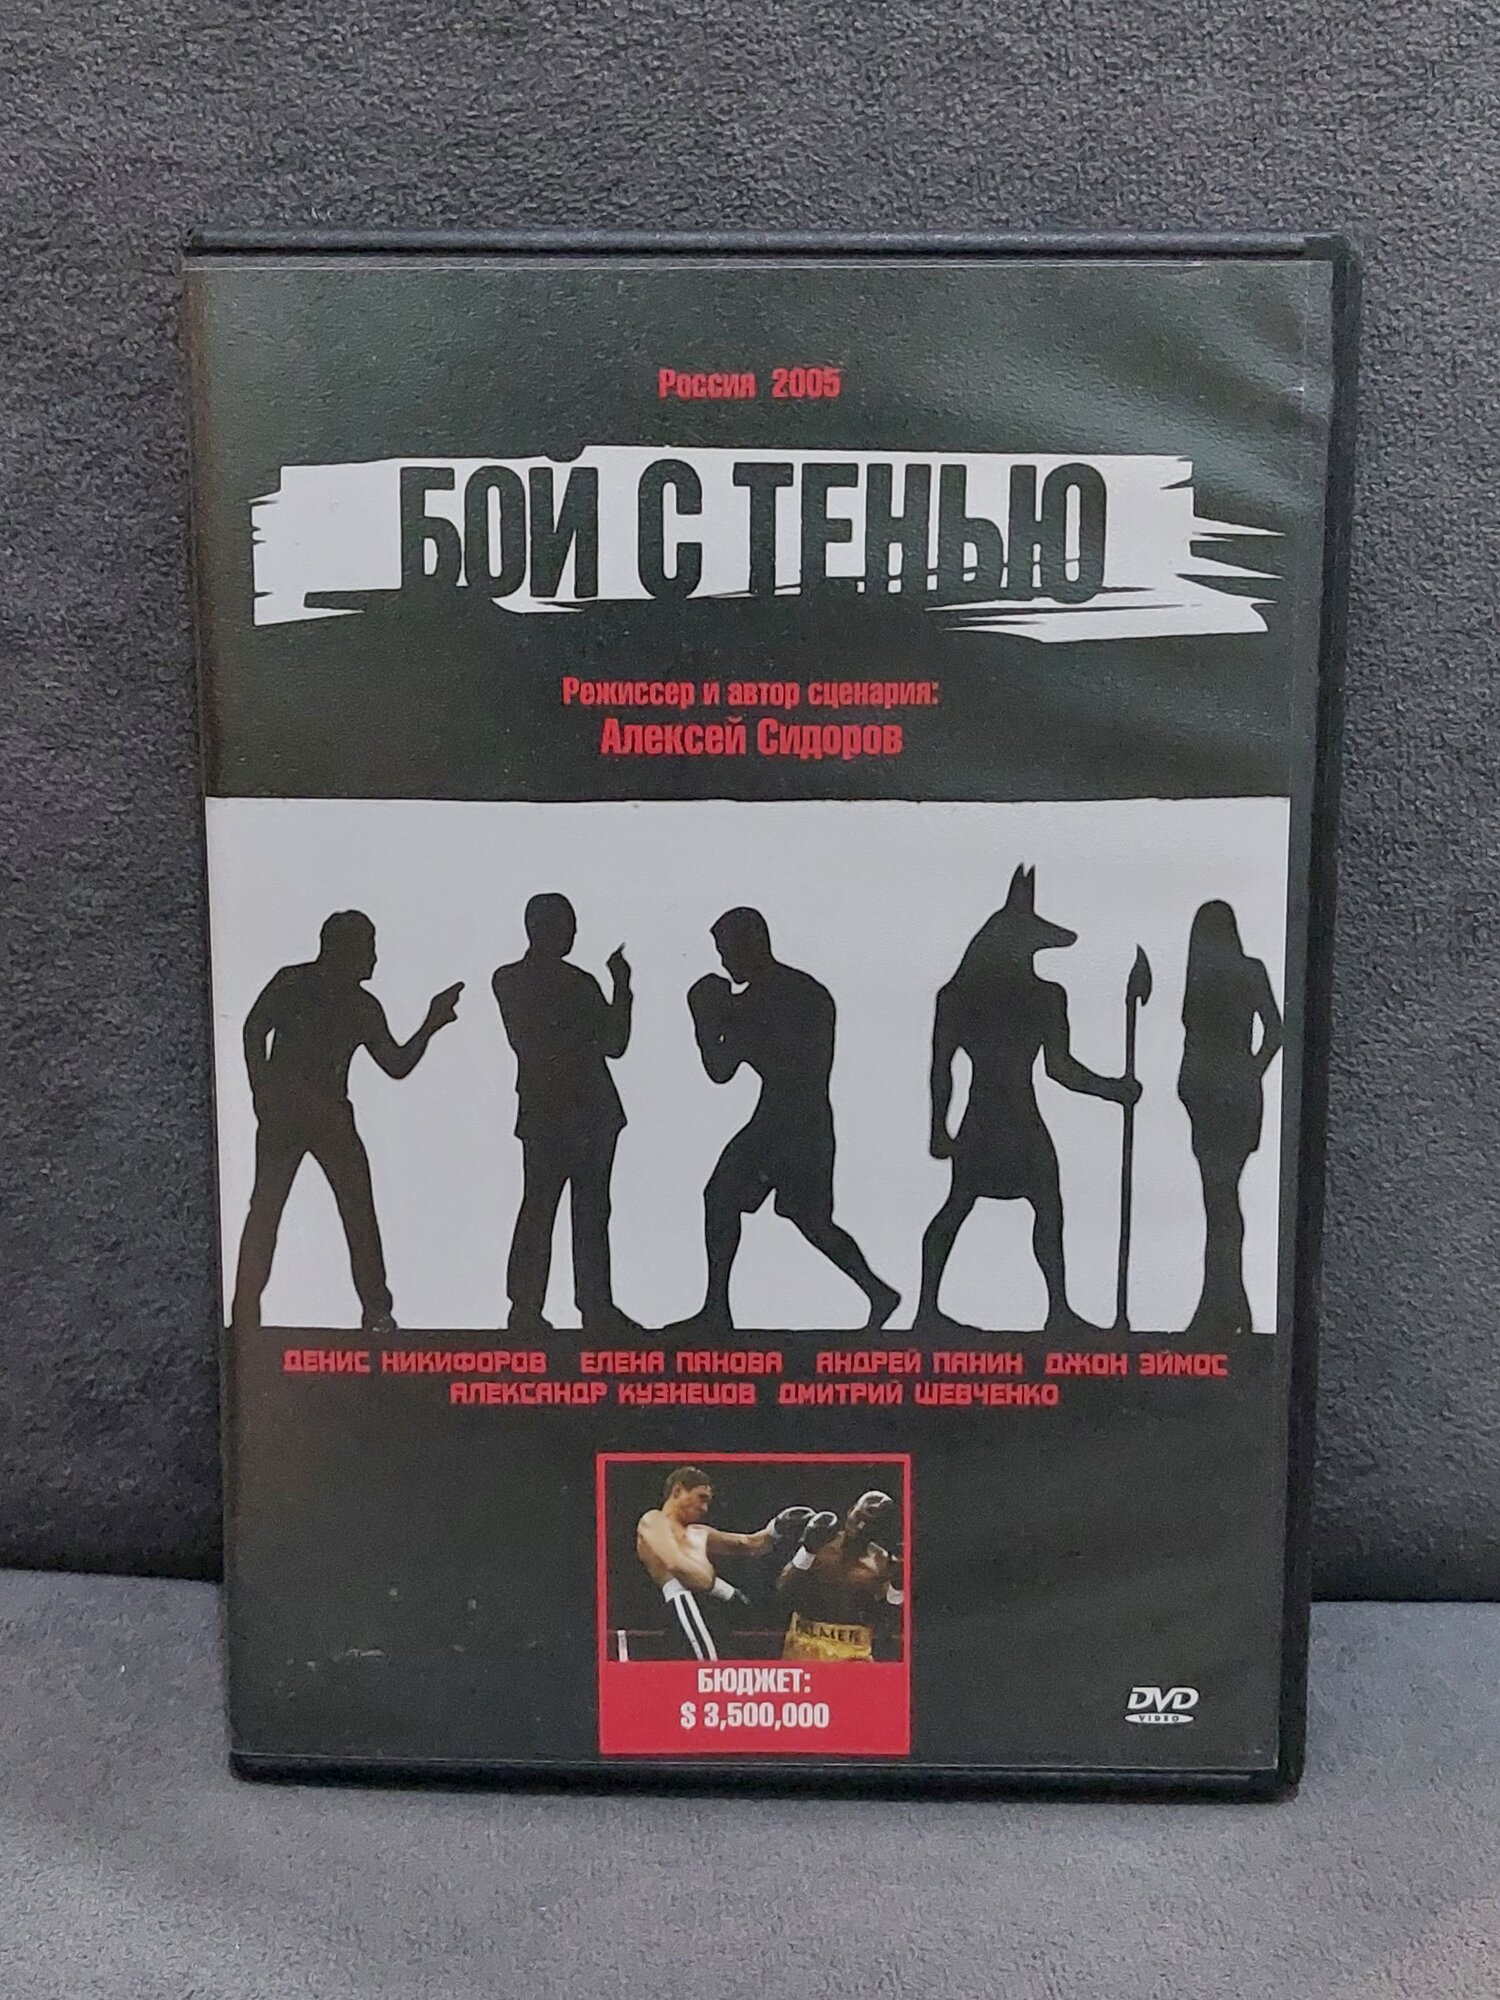 Россия 2005
БОЙ С ТЕНЬЮ
Режиссер и автор сценария:
Алексей Сидоров
ДЕНИС НИКИФОРОВ ЕЛЕНА ПАНОВА АНДРЕЙ ПАНИН ДЖОН ЭЙМОС
АЛЕКСАНДР КУЗНЕЦОВ ДМИТРИЙ ШЕВЧЕНКО
БЮДЖЕТ:
$ 3,500,000
DVD
VIDEO